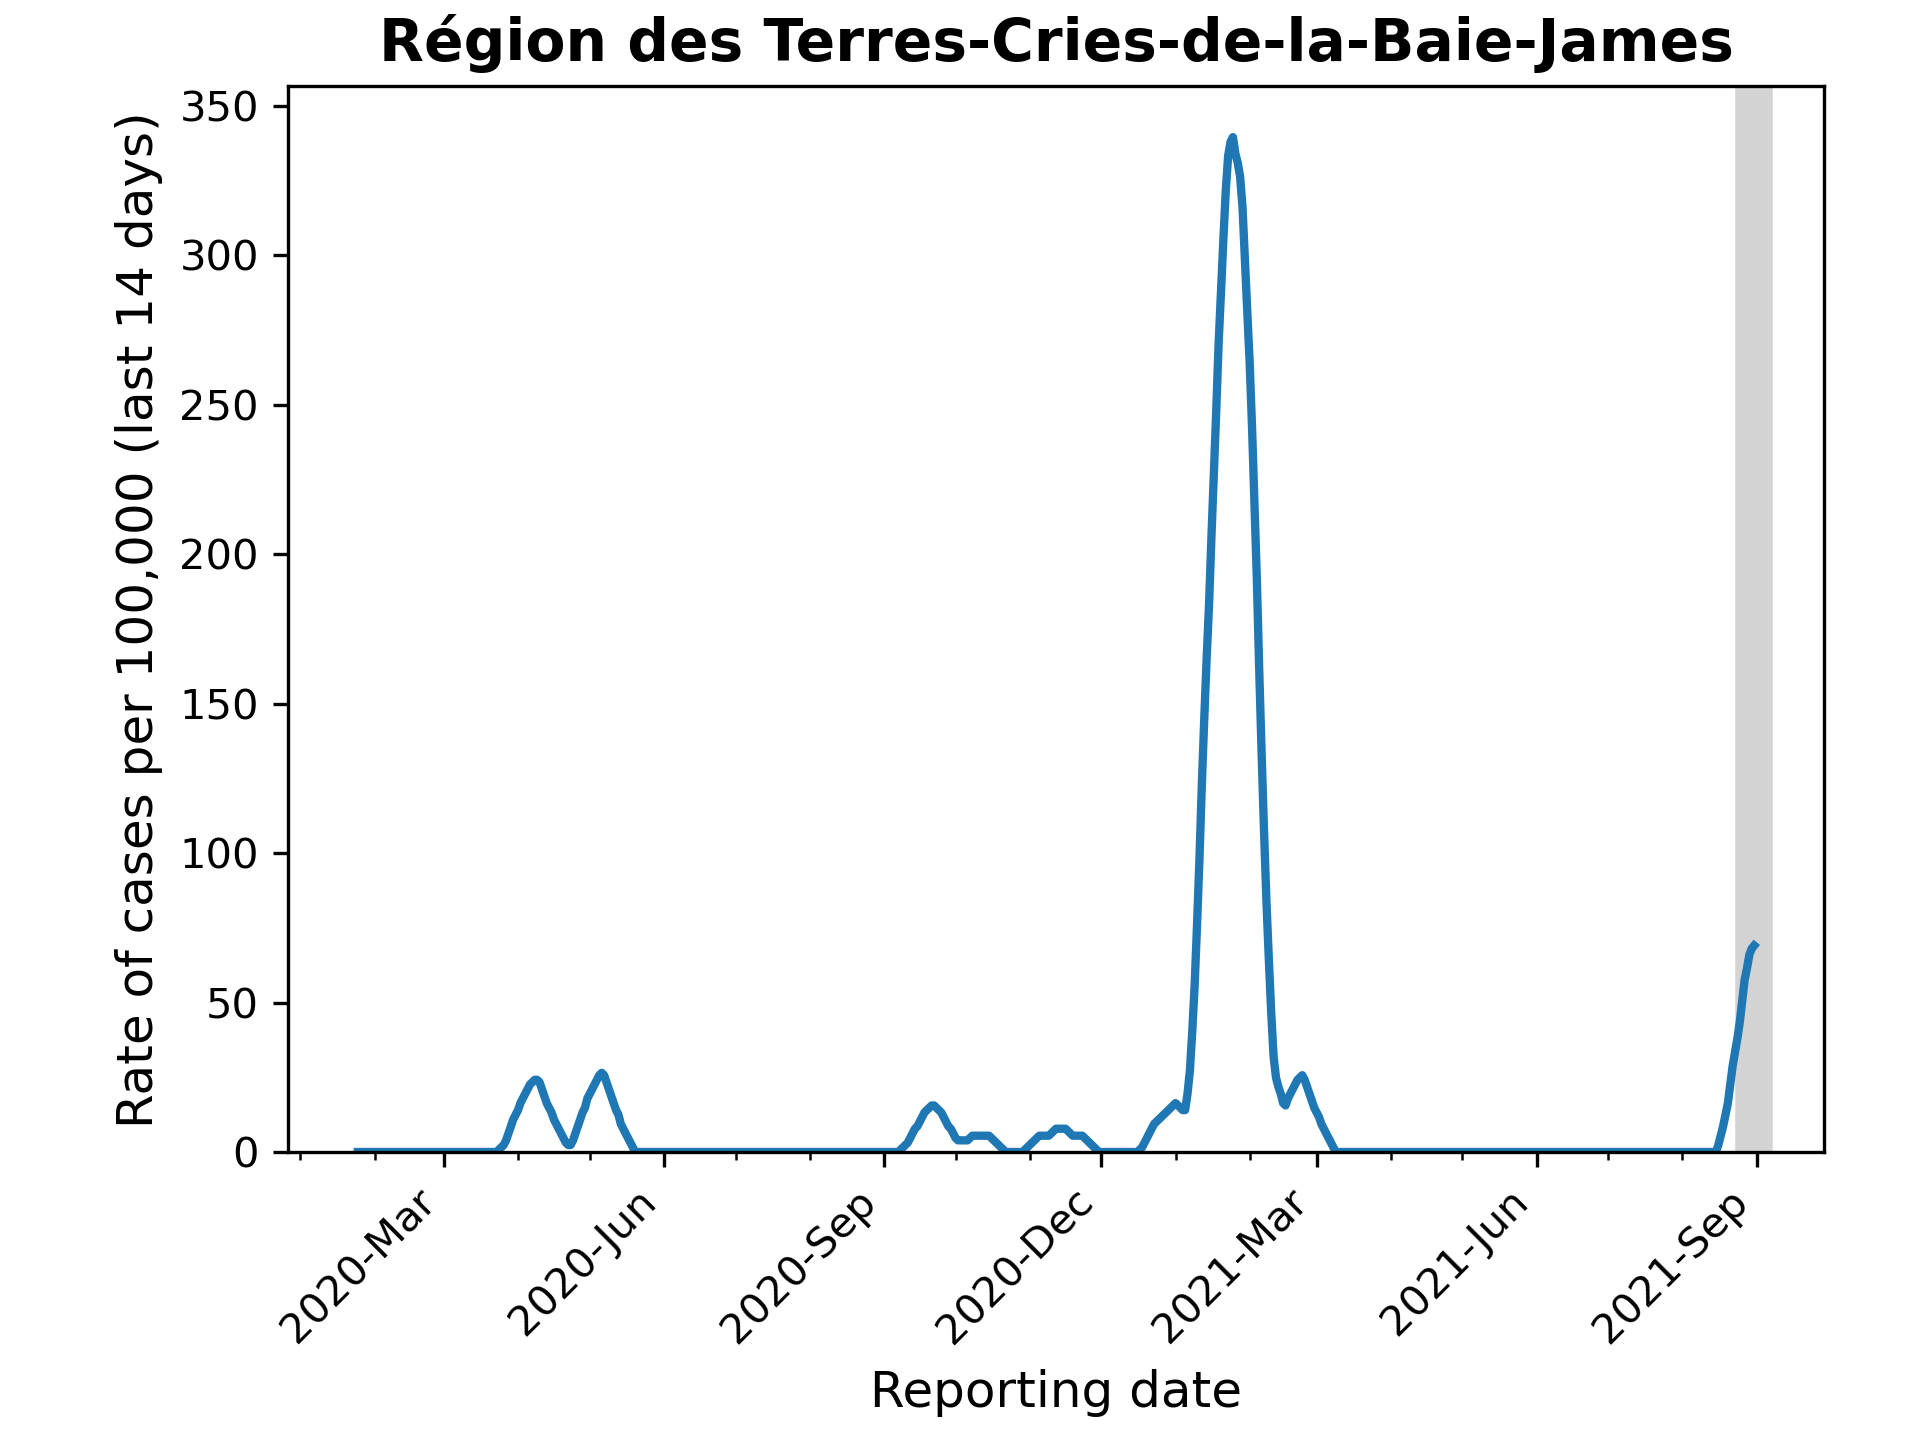 Région des Terres-Cries-de-la-Baie-James
Rate of cases per 100,000 (last 14 days)
350
300
250
200
150
100
50
0
2020-Mar
2020-Jun
2020-Sep
2020-Dec
2021-Mar
2021-Jun
2021-Sep
Reporting date